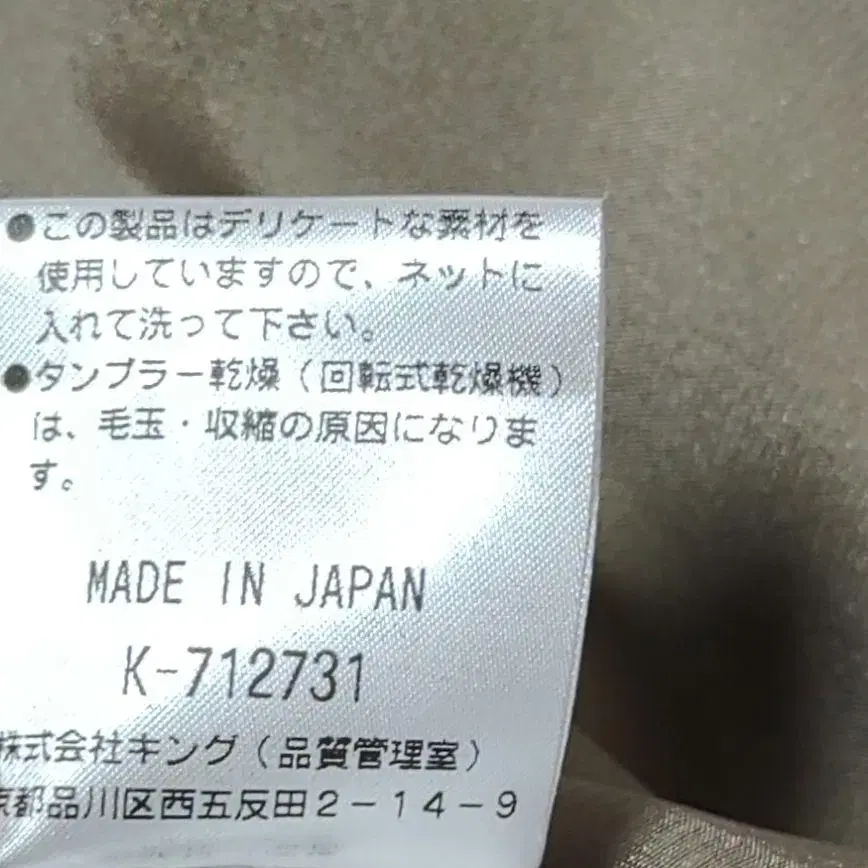 ●この製品はデリケートな素材を
使用していますので、ネットに
入れて洗って下さい。
●タンブラー乾燥（回転式乾燥機）
は、毛玉・収縮の原因になりま
す。
MADE IN JAPAN
K-712731
株式会社キング（品質管理室）
京都品川区西五反田2-14-9